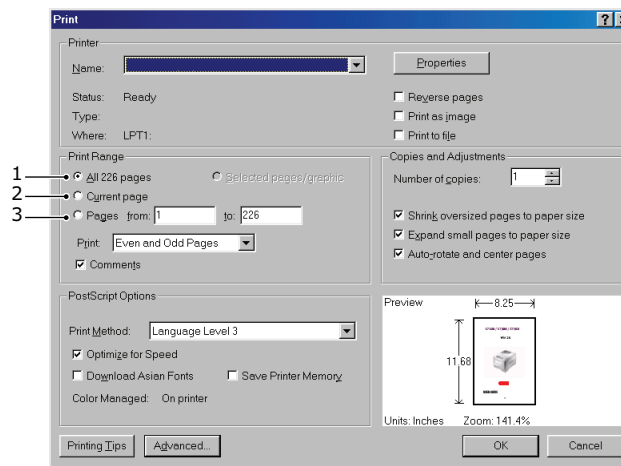 Print
Printer
Name:
Properties
Status: Ready
Reverse pages
Type:
Print as image
Where: LPT1:
Print to file
Print Range
Copies and Adjustments
1
All 226 pages
Selected pages/graphic
Number of copies: 1
2
Current page
3
Pages from: 1 to: 226
Shrink oversized pages to paper size
Print: Even and Odd Pages
Expand small pages to paper size
Comments
Auto-rotate and center pages
PostScript Options
Preview
8.25
Print Method: Language Level 3
11.68
Optimize for Speed
Download Asian Fonts
Save Printer Memory
Color Managed: On printer
Units: Inches Zoom: 141.4%
Printing Tips
Advanced...
OK
Cancel